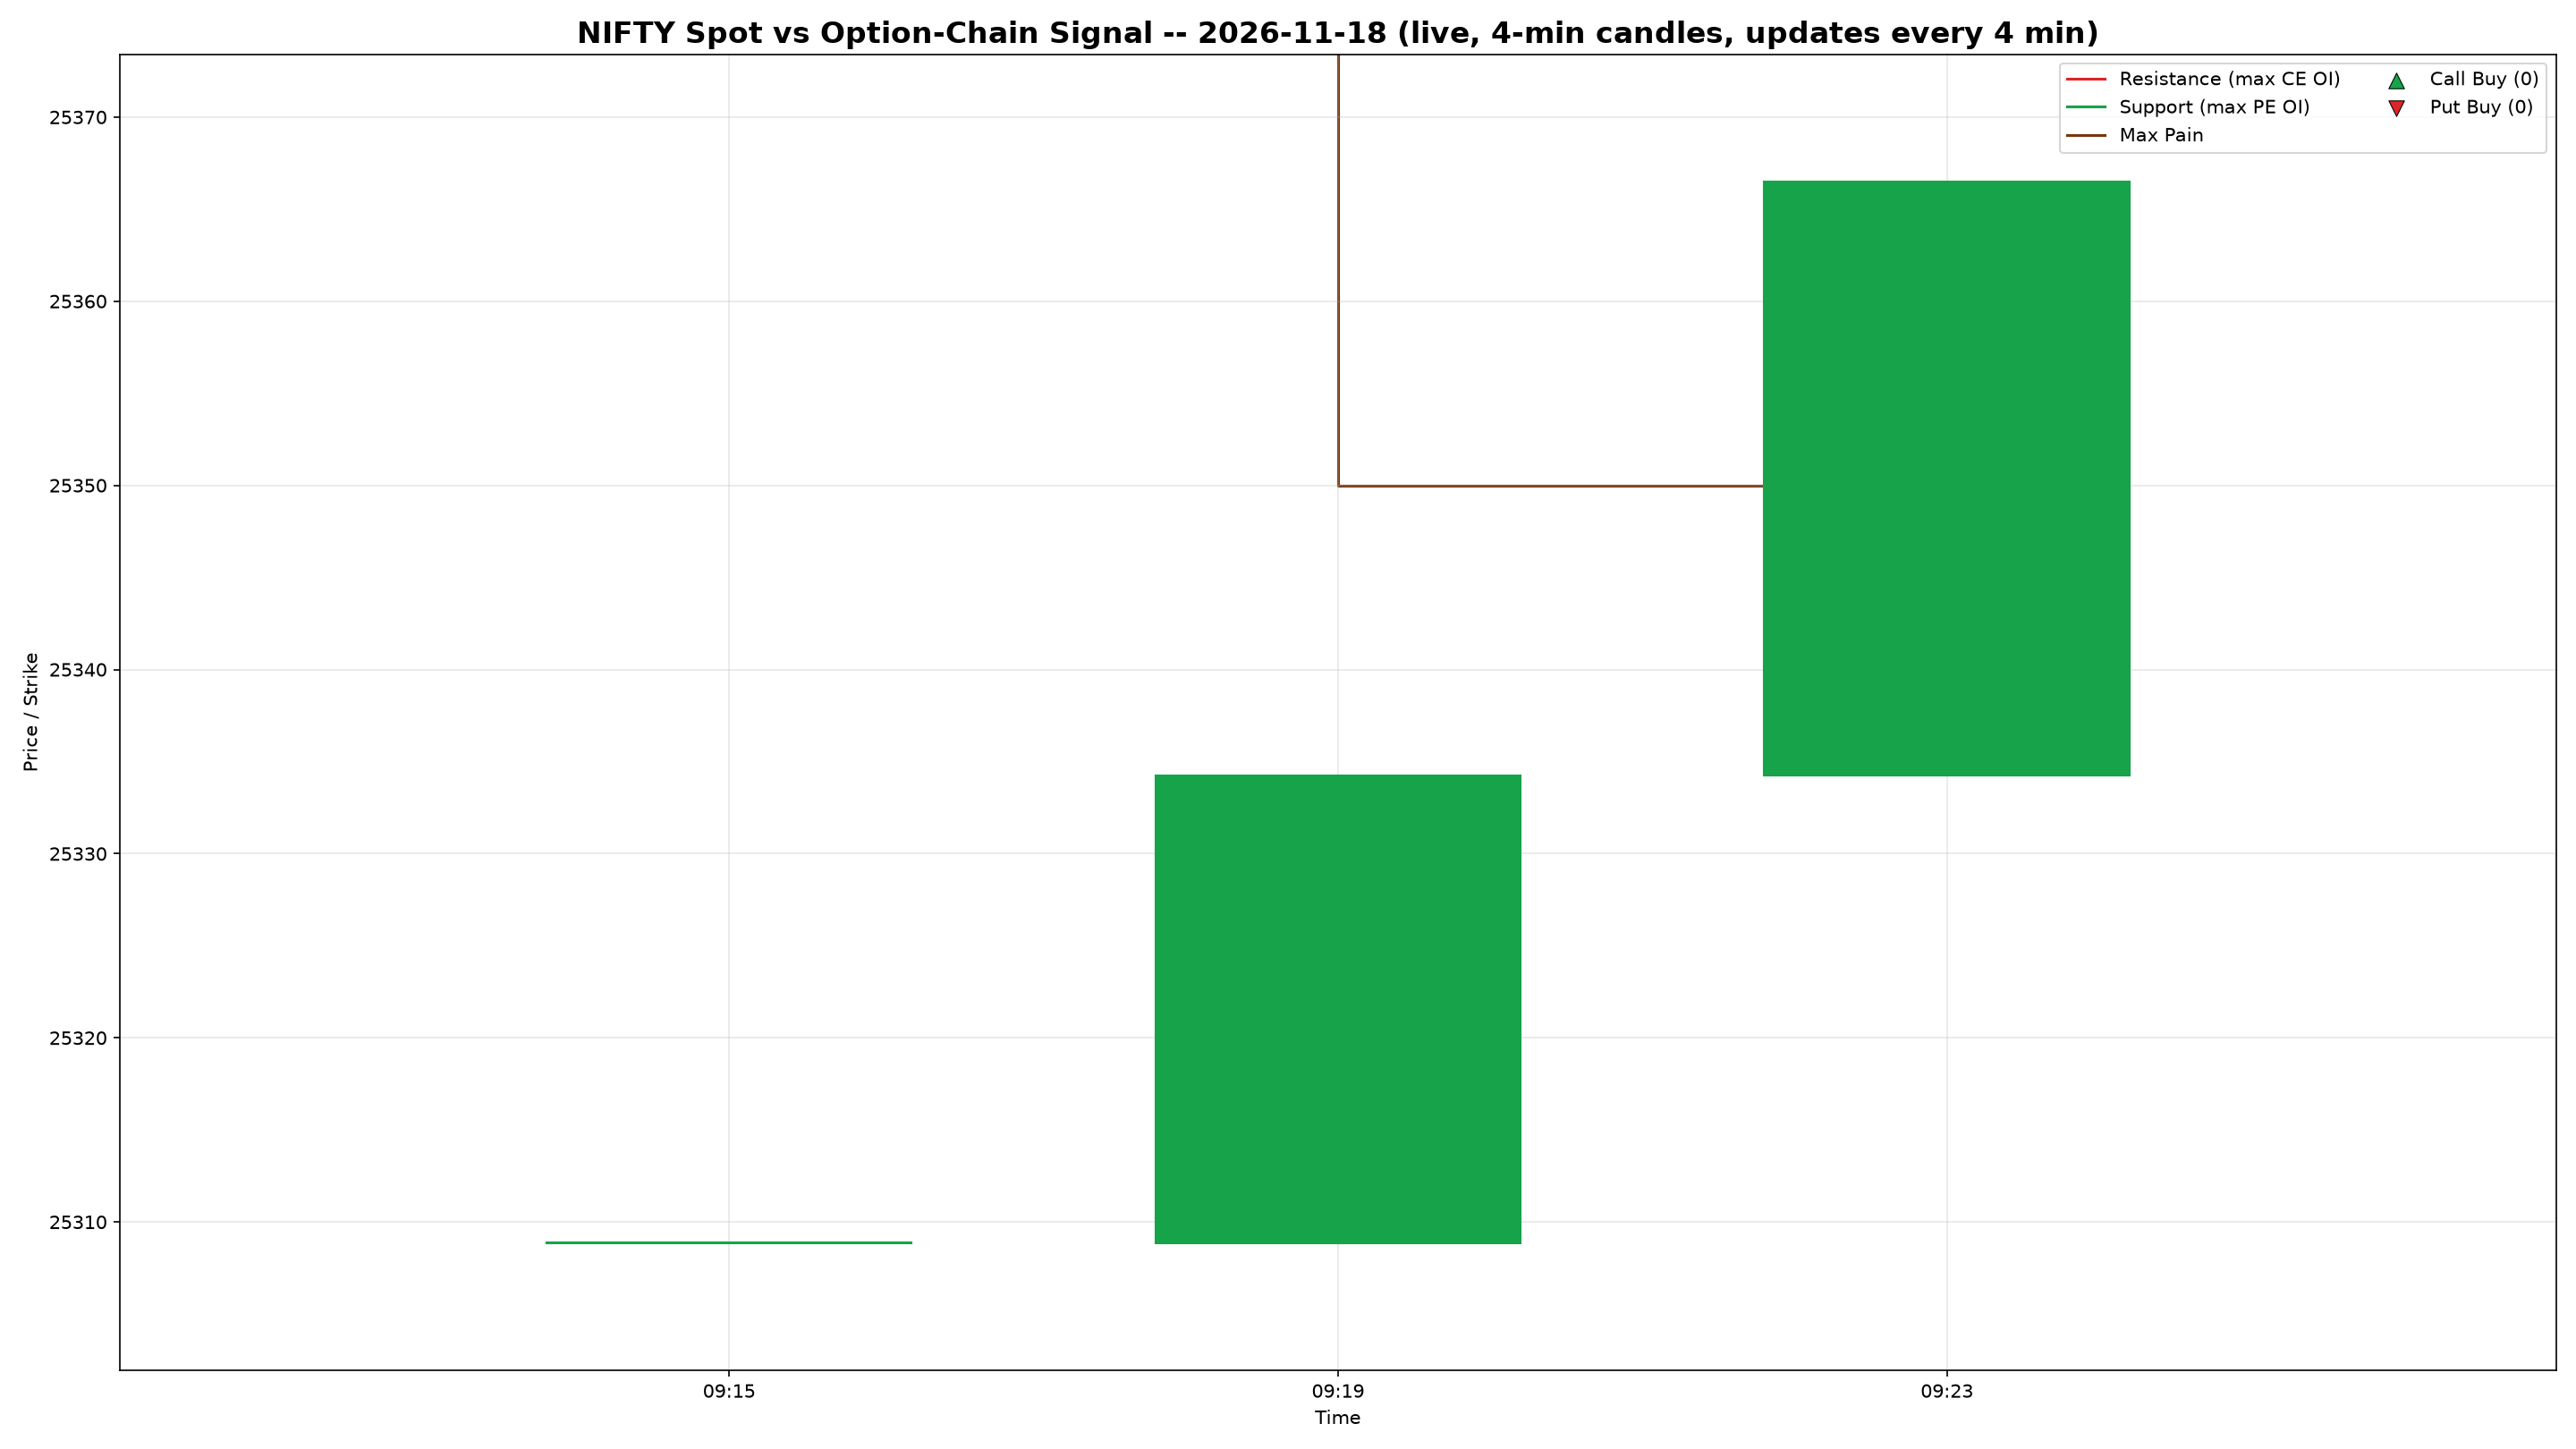 NIFTY Spot vs Option-Chain Signal -- 2026-11-18 (live, 4-min candles, updates every 4 min)
Resistance (max CE OI)
Support (max PE OI)
Max Pain
Call Buy (0)
Put Buy (0)
Price / Strike
25370
25360
25350
25340
25330
25320
25310
09:15
09:19
09:23
Time